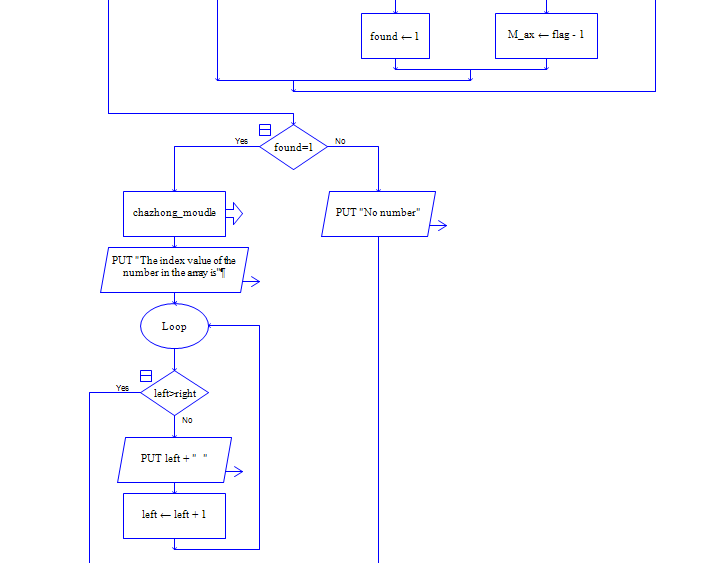 found ← 1
M_ax ← flag - 1
Yes
found=1
No
chazhong_moudle
PUT "No number"
PUT "The index value of the
number in the array is"¶
Loop
Yes
left>right
No
PUT left + "  "
left ← left + 1